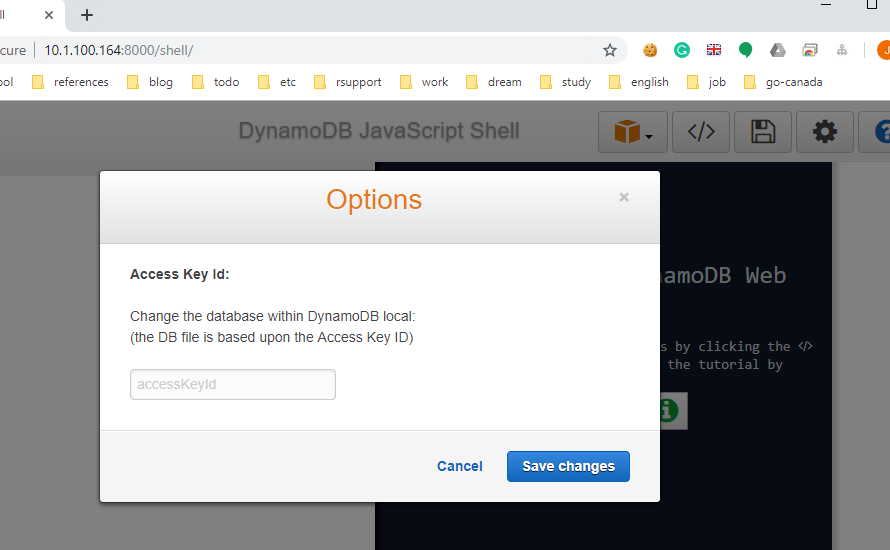 cure 10.1.100.164:8000/shell/
ool references blog todo etc rsupport work dream study english job go-canada
DynamoDB JavaScript Shell
Options
×
Access Key Id:
Change the database within DynamoDB local:
(the DB file is based upon the Access Key ID)
accessKeyId
Cancel Save changes
amoDB Web
s by clicking the </>
the tutorial by